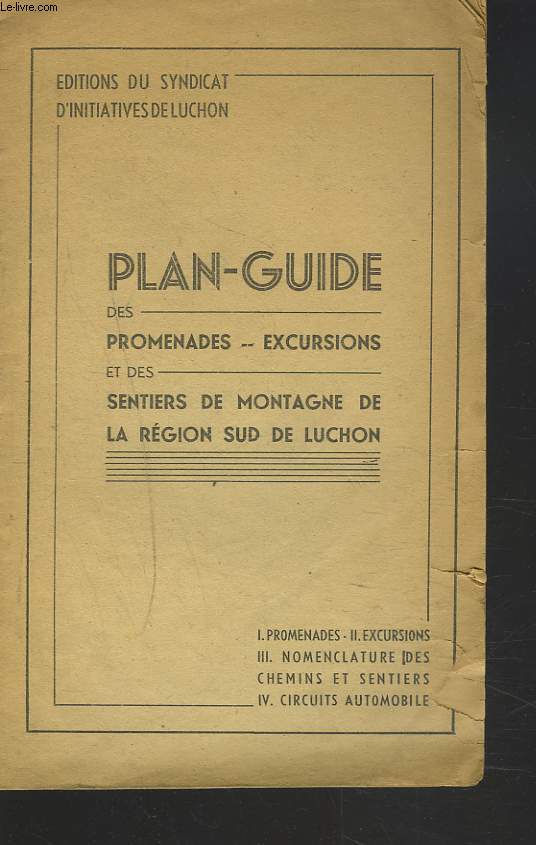 Le-livre.com
EDITIONS DU SYNDICAT
D'INITIATIVES DE LUCHON
PLAN-GUIDE
DES
PROMENADES -- EXCURSIONS
ET DES
SENTIERS DE MONTAGNE DE
LA RÉGION SUD DE LUCHON
I. PROMENADES - II. EXCURSIONS
III. NOMENCLATURE DES
CHEMINS ET SENTIERS
IV. CIRCUITS AUTOMOBILE